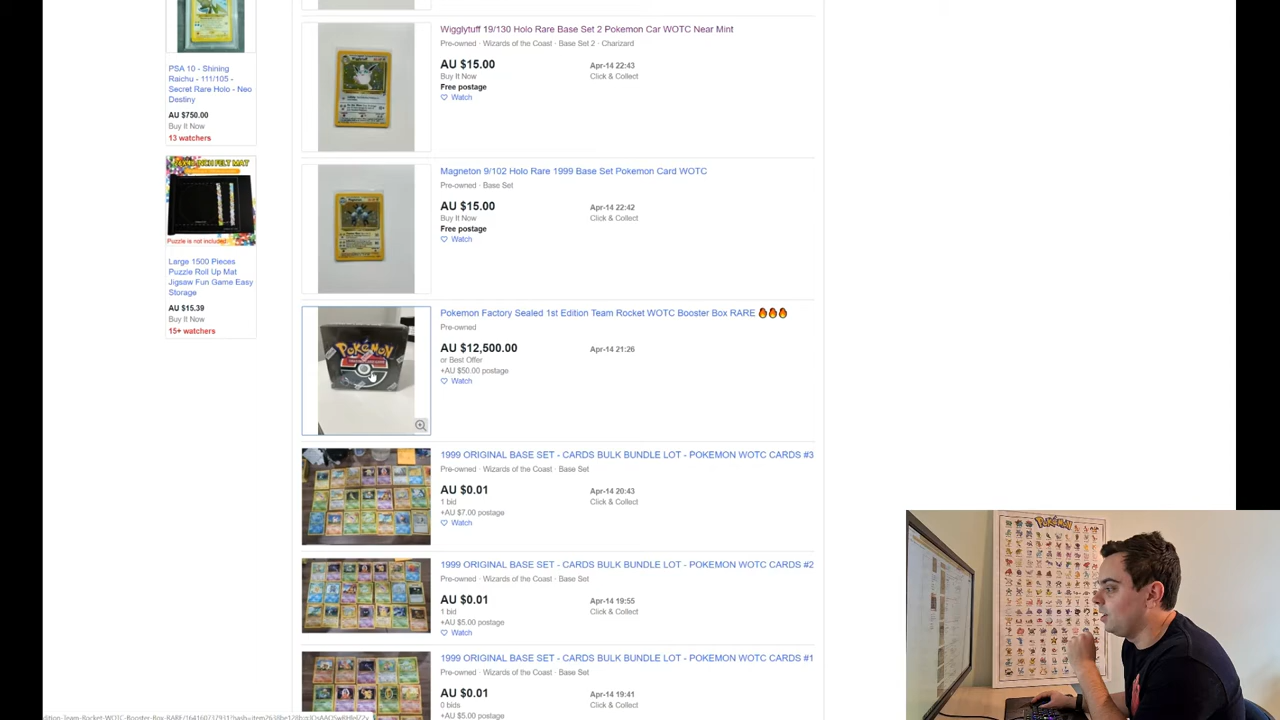 PSA 10 - Shining
Raichu - 111/105 -
Secret Rare Holo - Neo
Destiny
AU $750.00
Buy It Now
13 watchers
Puzzle is not included
Large 1500 Pieces
Puzzle Roll Up Mat
Jigsaw Fun Game Easy
Storage
AU $15.39
Buy It Now
15+ watchers
Wigglytuff 19/130 Holo Rare Base Set 2 Pokemon Car WOTC Near Mint
Pre-owned · Wizards of the Coast · Base Set 2 · Charizard
AU $15.00 Apr-14 22:43
Buy It Now Click & Collect
Free postage
Watch
Magneton 9/102 Holo Rare 1999 Base Set Pokemon Card WOTC
Pre-owned · Base Set
AU $15.00 Apr-14 22:42
Buy It Now Click & Collect
Free postage
Watch
POKéMON
Pokemon Factory Sealed 1st Edition Team Rocket WOTC Booster Box RARE 🔥🔥🔥
Pre-owned
AU $12,500.00 Apr-14 21:26
or Best Offer
+AU $50.00 postage
Watch
1999 ORIGINAL BASE SET - CARDS BULK BUNDLE LOT - POKEMON WOTC CARDS #3
Pre-owned · Wizards of the Coast · Base Set
AU $0.01 Apr-14 20:43
1 bid Click & Collect
+AU $7.00 postage
Watch
1999 ORIGINAL BASE SET - CARDS BULK BUNDLE LOT - POKEMON WOTC CARDS #2
Pre-owned · Wizards of the Coast · Base Set
AU $0.01 Apr-14 19:55
1 bid Click & Collect
+AU $5.00 postage
Watch
1999 ORIGINAL BASE SET - CARDS BULK BUNDLE LOT - POKEMON WOTC CARDS #1
Pre-owned · Wizards of the Coast · Base Set
AU $0.01 Apr-14 19:41
0 bids Click & Collect
+AU $5.00 postage
POKéMON